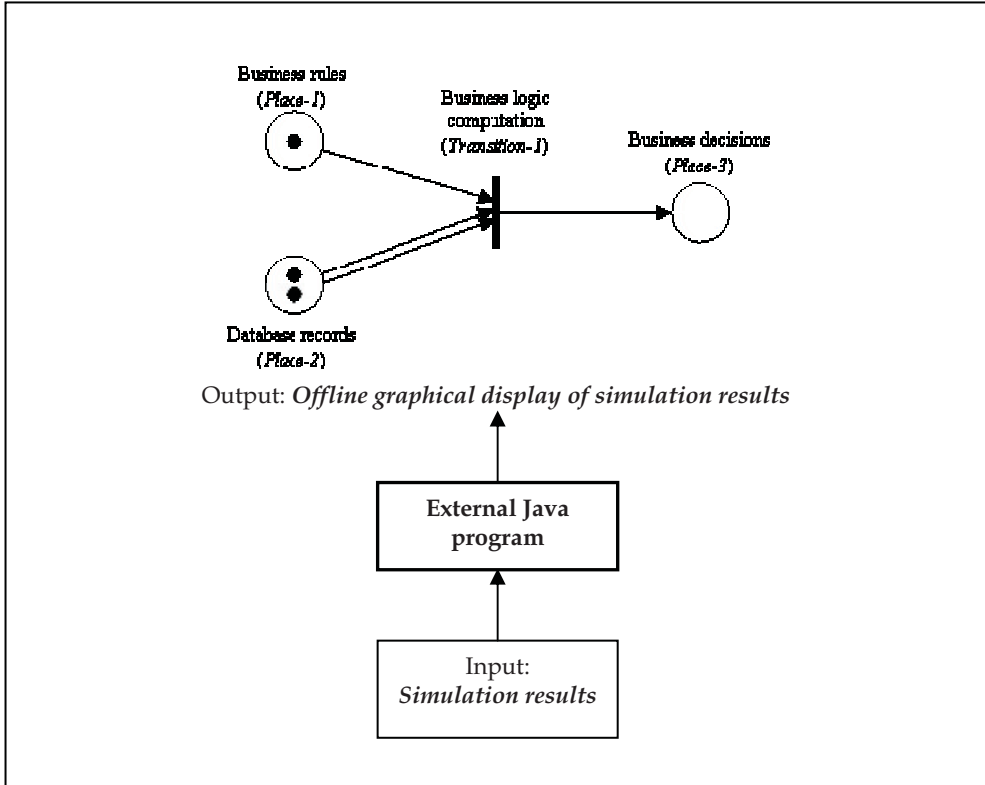 Business rules
(Place-1)
Business logic
computation
(Transition-1)
Business decisions
(Place-3)
Database records
(Place-2)
Output: Offline graphical display of simulation results
External Java
program
Input:
Simulation results